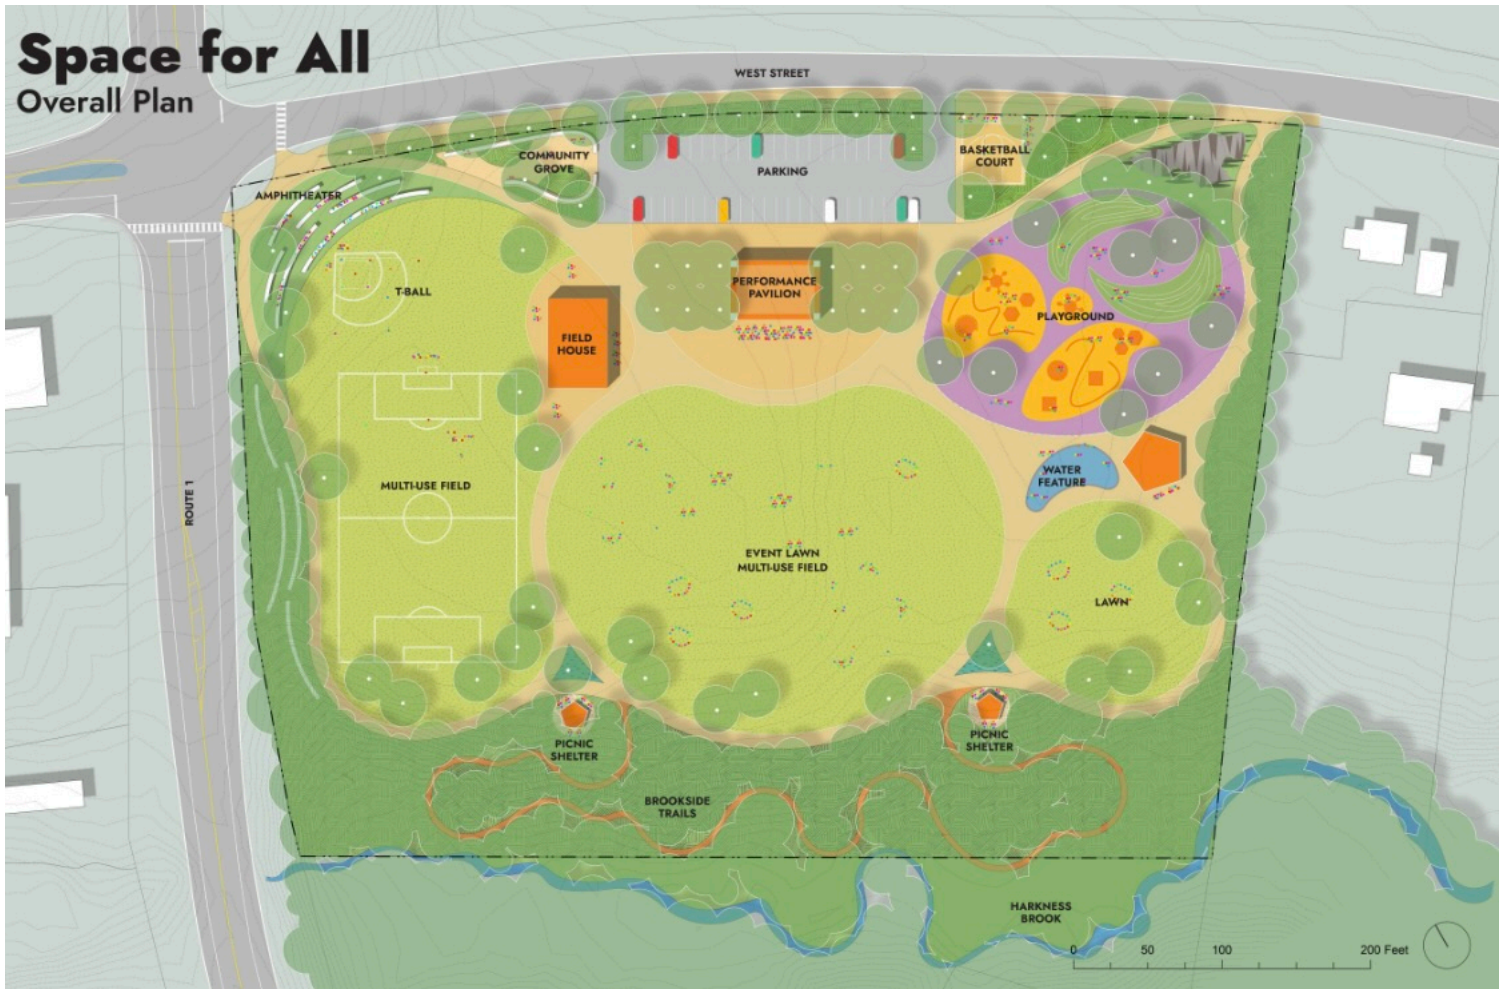 Space for All
Overall Plan
WEST STREET
COMMUNITY
GROVE
PARKING
BASKETBALL
COURT
AMPHITHEATER
T-BALL
PERFORMANCE
PAVILION
PLAYGROUND
FIELD
HOUSE
WATER
FEATURE
MULTI-USE FIELD
ROUTE 1
EVENT LAWN
MULTI-USE FIELD
LAWN
PICNIC
SHELTER
PICNIC
SHELTER
BROOKSIDE
TRAILS
HARKNESS
BROOK
0 50 100 200 Feet